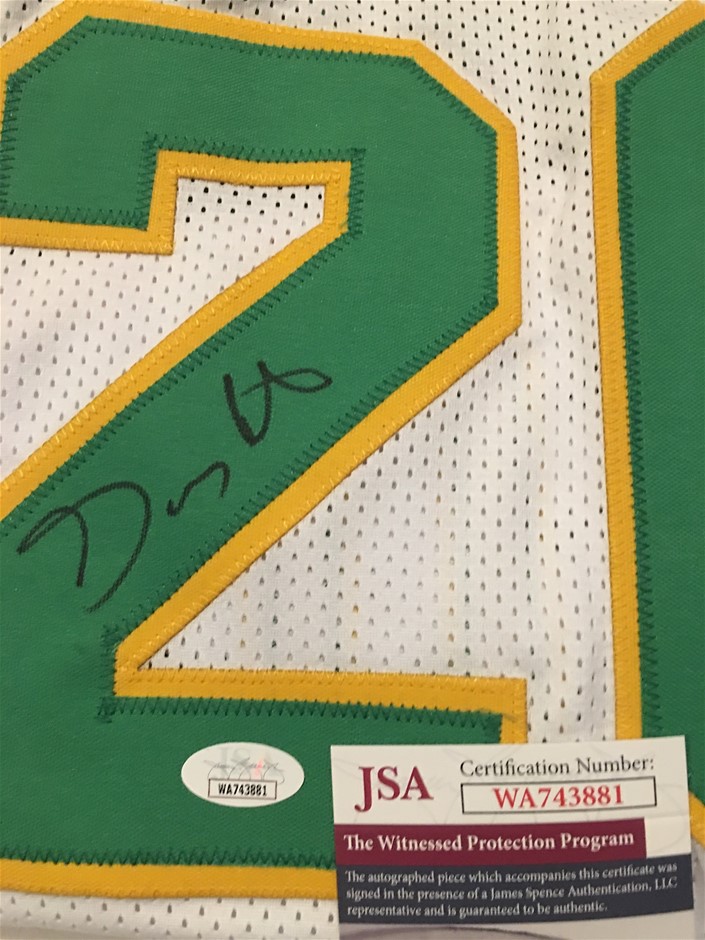 2
WA743881
JSA
Certification Number:
WA743881
The Witnessed Protection Program
The autographed piece which accompanies this certificate was
signed in the presence of a James Spence Authentication, LLC
representative and is guaranteed to be authentic.